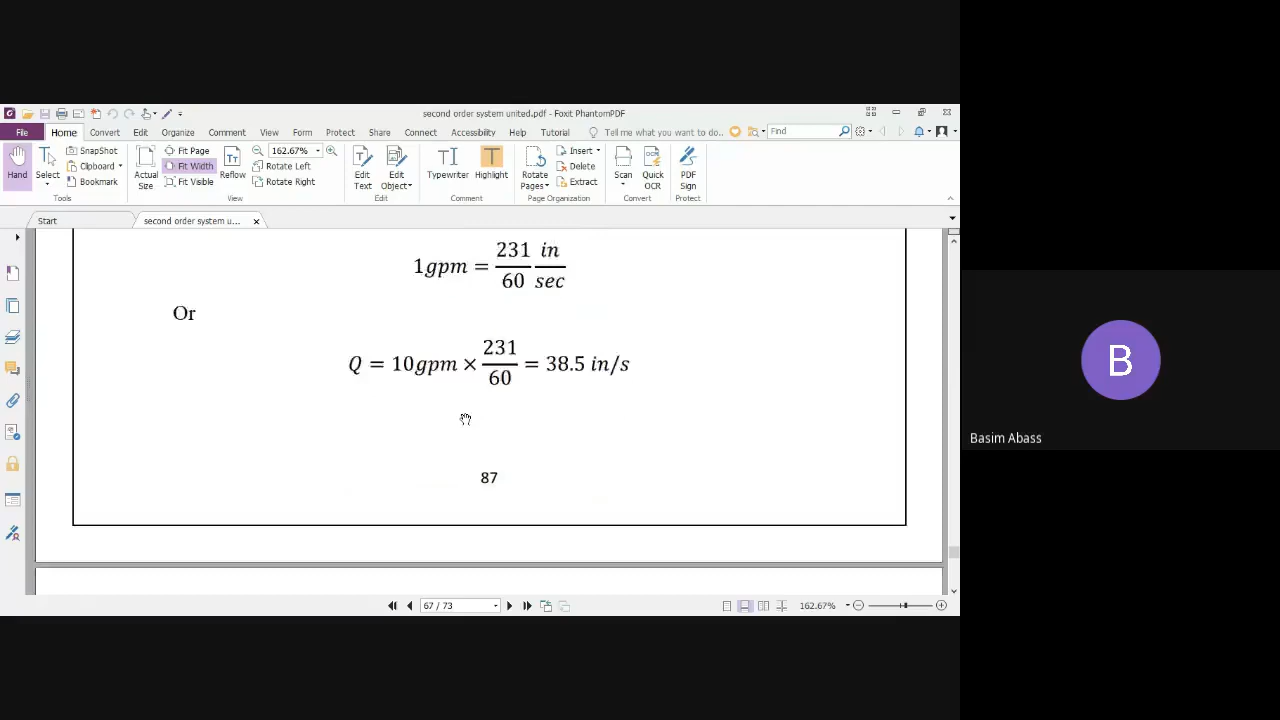 second order system united.pdf - Foxit PhantomPDF
File Home Convert Edit Organize Comment View Form Protect Share Connect Accessibility Help Tutorial Tell me what you want to do.. Find
Hand
Select
SnapShot
Clipboard
Bookmark
Tools
Actual Size
Fit Page
Fit Width
Fit Visible
Reflow
162.67%
Rotate Left
Rotate Right
View
Edit Text
Edit Object
Edit
Typewriter
Highlight
Comment
Rotate Pages
Insert
Delete
Extract
Page Organization
Scan
Quick OCR
Convert
PDF Sign
Protect
Start second order system u...
1gpm = 231/60 in/sec
Or
Q = 10gpm × 231/60 = 38.5 in/s
87
67 / 73 162.67%
B
Basim Abass